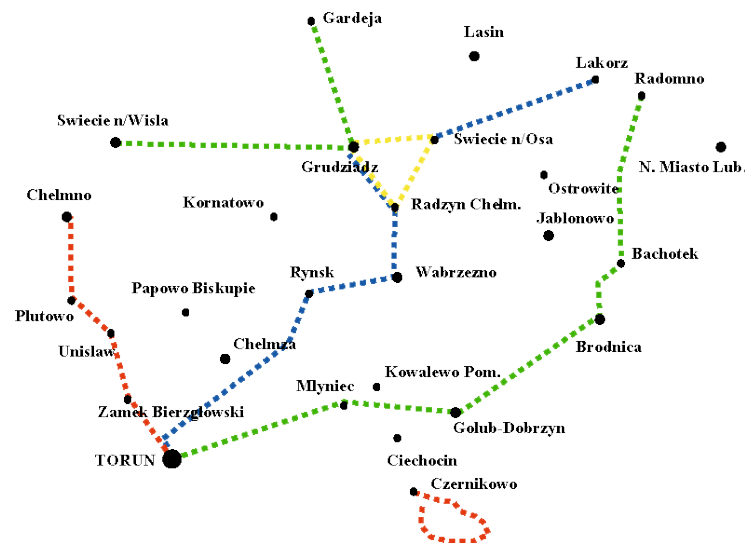 Gardeja
Lasin
Lakorz
Radomno
Swiecie n/Wisla
Swiecie n/Osa
Grudziadz
N. Miasto Lub.
Ostrowite
Chelmno
Kornatowo
Radzyn Chelm.
Jablonowo
Bachotek
Rynsk
Wabrzezno
Papowo Biskupie
Plutowo
Unislaw
Chelmza
Brodnica
Kowalewo Pom.
Mlyniec
Zamek Bierzglowski
Golub-Dobrzyn
TORUN
Ciechocin
Czernikowo